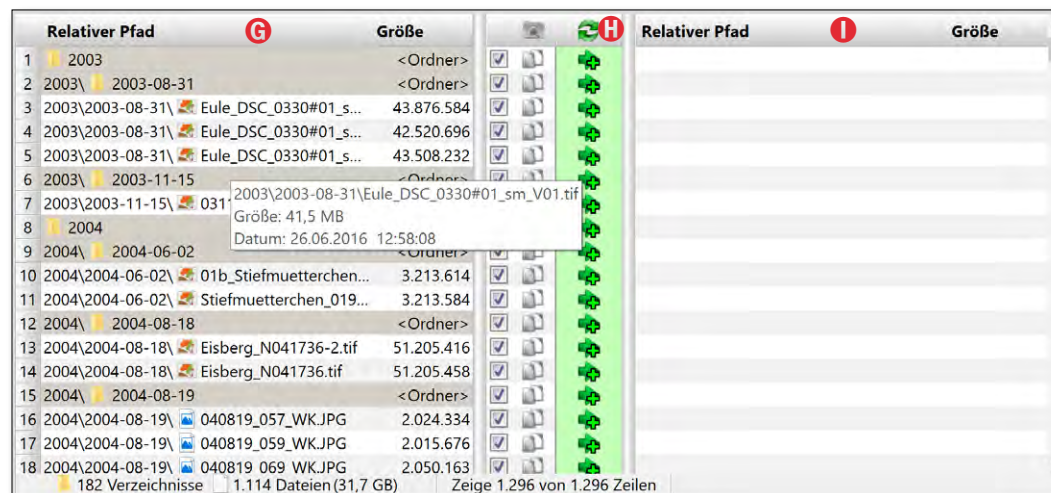 Relativer Pfad G Größe H Relativer Pfad I Größe
1 2003 <Ordner>
2 2003\ 2003-08-31 <Ordner>
3 2003\2003-08-31\ Eule_DSC_0330#01_s... 43.876.584
4 2003\2003-08-31\ Eule_DSC_0330#01_s... 42.520.696
5 2003\2003-08-31\ Eule_DSC_0330#01_s... 43.508.232
6 2003\ 2003-11-15 <Ordner>
2003\2003-08-31\Eule_DSC_0330#01_sm_V01.tif
7 2003\2003-11-15\ 031
Größe: 41,5 MB
8 2004
Datum: 26.06.2016 12:58:08
9 2004\ 2004-06-02 <Ordner>
10 2004\2004-06-02\ 01b_Stiefmuetterchen... 3.213.614
11 2004\2004-06-02\ Stiefmuetterchen_019... 3.213.584
12 2004\ 2004-08-18 <Ordner>
13 2004\2004-08-18\ Eisberg_N041736-2.tif 51.205.416
14 2004\2004-08-18\ Eisberg_N041736.tif 51.205.458
15 2004\ 2004-08-19 <Ordner>
16 2004\2004-08-19\ 040819_057_WK.JPG 2.024.334
17 2004\2004-08-19\ 040819_059_WK.JPG 2.015.676
18 2004\2004-08-19\ 040819_069_WK.JPG 2.050.163
182 Verzeichnisse 1.114 Dateien (31,7 GB) Zeige 1.296 von 1.296 Zeilen